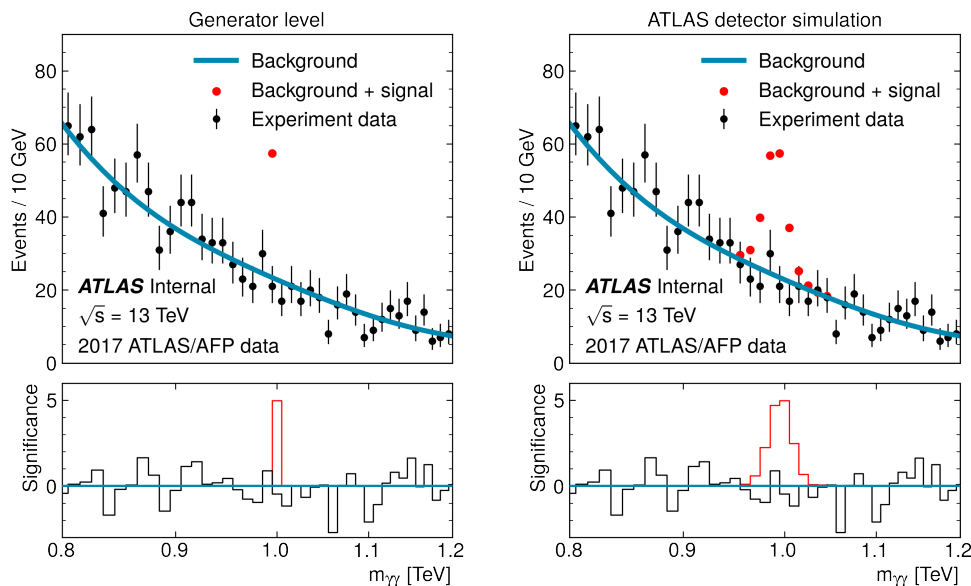 Generator level
Events / 10 GeV
80
60
40
20
0
Background
Background + signal
Experiment data
ATLAS Internal
√s = 13 TeV
2017 ATLAS/AFP data
Significance
5
0
0.8 0.9 1.0 1.1 1.2
mγγ [TeV]
ATLAS detector simulation
Events / 10 GeV
80
60
40
20
0
Background
Background + signal
Experiment data
ATLAS Internal
√s = 13 TeV
2017 ATLAS/AFP data
Significance
5
0
0.8 0.9 1.0 1.1 1.2
mγγ [TeV]